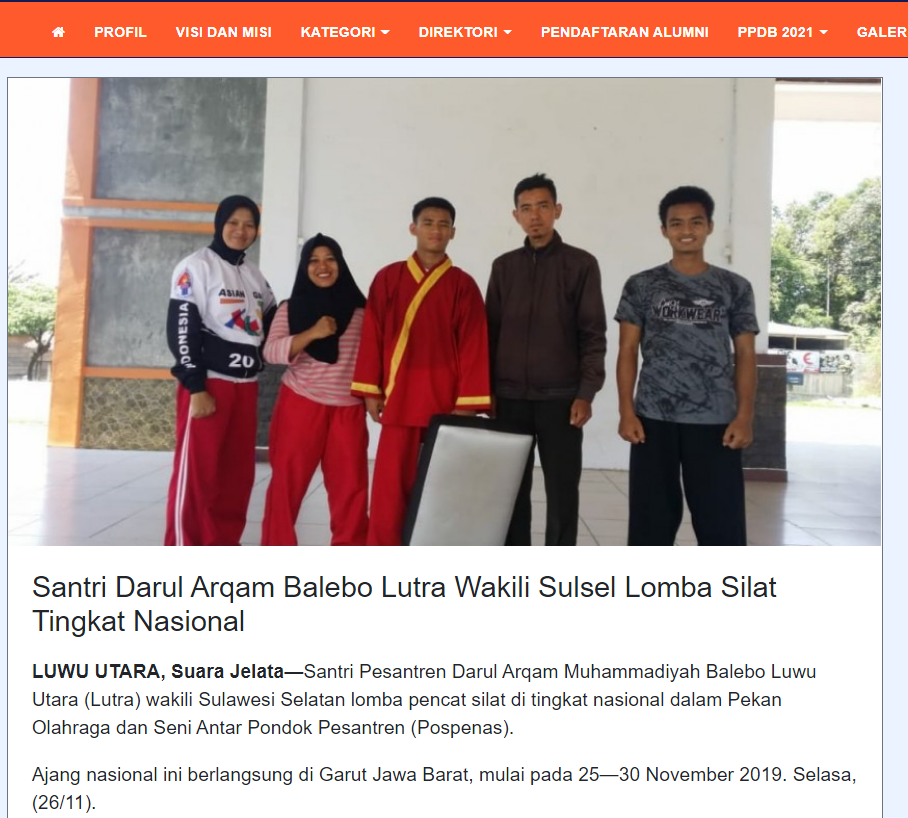 PROFIL VISI DAN MISI KATEGORI DIREKTORI PENDAFTARAN ALUMNI PPDB 2021 GALER
ASIAN
INDONESIA
20
WORKWEAR
Santri Darul Arqam Balebo Lutra Wakili Sulsel Lomba Silat
Tingkat Nasional
LUWU UTARA, Suara Jelata—Santri Pesantren Darul Arqam Muhammadiyah Balebo Luwu
Utara (Lutra) wakili Sulawesi Selatan lomba pencat silat di tingkat nasional dalam Pekan
Olahraga dan Seni Antar Pondok Pesantren (Pospenas).
Ajang nasional ini berlangsung di Garut Jawa Barat, mulai pada 25—30 November 2019. Selasa,
(26/11).